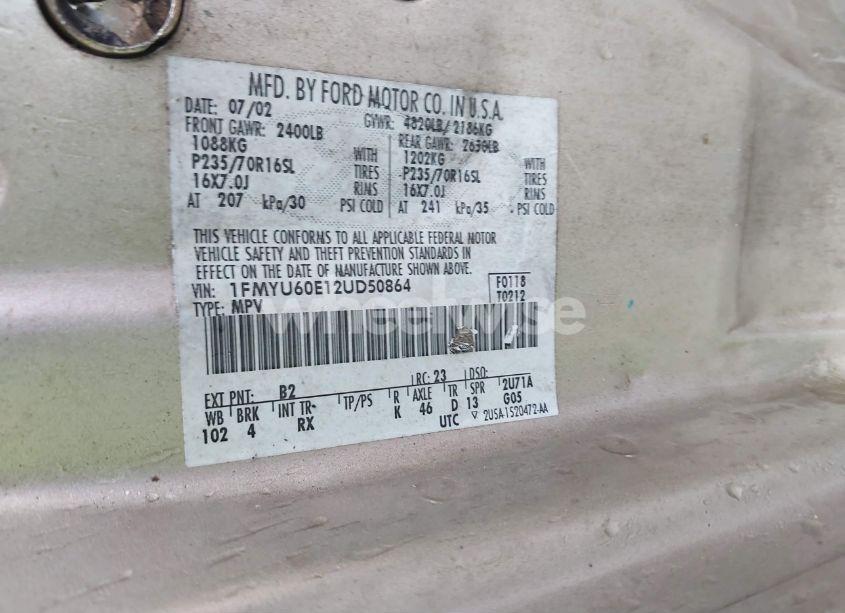 MFD. BY FORD MOTOR CO. IN U.S.A.
DATE: 07/02 GVWR: 4820LB/ 2186KG
FRONT GAWR: 2400LB REAR GAWR: 2650LB
1088KG WITH 1202KG WITH
P235/70R16SL TIRES P235/70R16SL TIRES
16X7.0J RIMS 16X7.0J RIMS
AT 207 kPa/30 PSI COLD AT 241 kPa/35 PSI COLD
THIS VEHICLE CONFORMS TO ALL APPLICABLE FEDERAL MOTOR
VEHICLE SAFETY AND THEFT PREVENTION STANDARDS IN
EFFECT ON THE DATE OF MANUFACTURE SHOWN ABOVE.
VIN: 1FMYU60E12UD50864 F0118
TYPE: MPV T0212
wheelwise
EXT PNT: B2 RC: 23 DSO:
WB BRK INT TR TP/PS R AXLE TR SPR 2U71A
102 4 RX K 46 D 13 G05
UTC ▽ 2U5A-1520472-AA